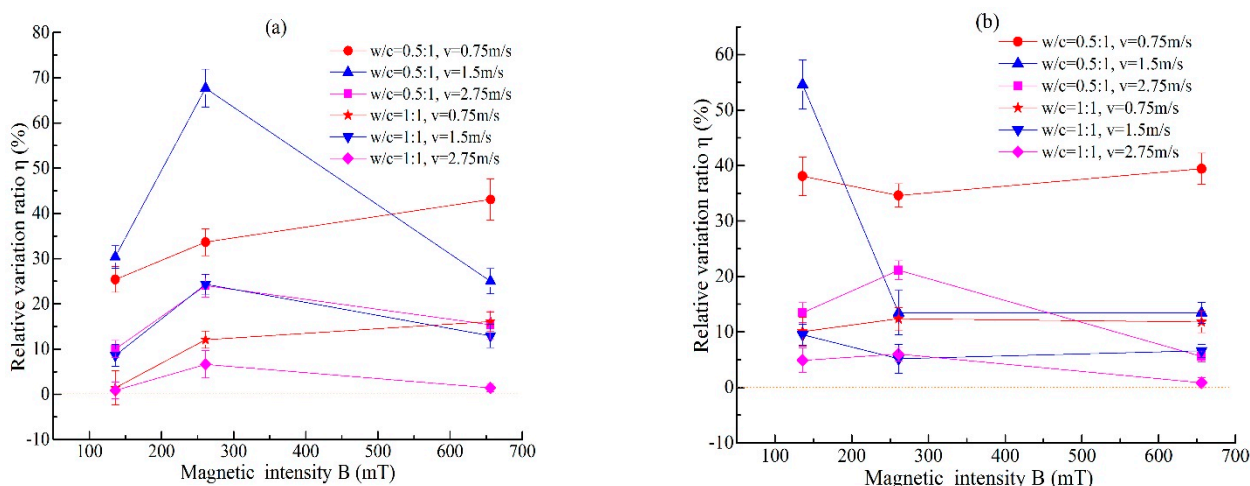 (a)
w/c=0.5:1, v=0.75m/s
w/c=0.5:1, v=1.5m/s
w/c=0.5:1, v=2.75m/s
w/c=1:1, v=0.75m/s
w/c=1:1, v=1.5m/s
w/c=1:1, v=2.75m/s
Relative variation ratio η (%)
80
70
60
50
40
30
20
10
0
-10
100 200 300 400 500 600 700
Magnetic intensity B (mT)
(b)
w/c=0.5:1, v=0.75m/s
w/c=0.5:1, v=1.5m/s
w/c=0.5:1, v=2.75m/s
w/c=1:1, v=0.75m/s
w/c=1:1, v=1.5m/s
w/c=1:1, v=2.75m/s
Relative variation ratio η (%)
60
50
40
30
20
10
0
-10
100 200 300 400 500 600 700
Magnetic intensity B (mT)